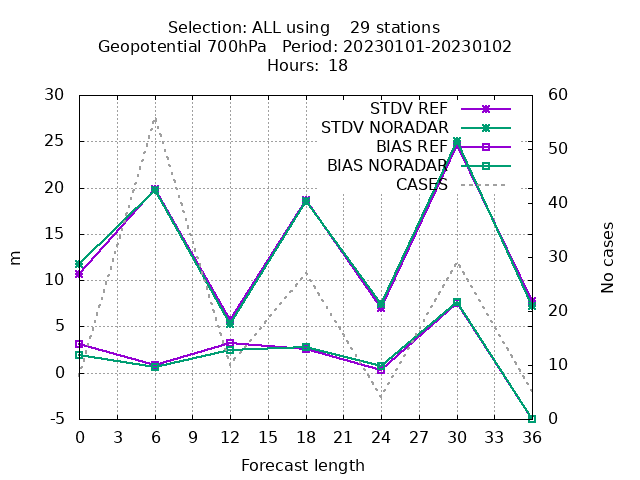 Selection: ALL using    29 stations
Geopotential 700hPa   Period: 20230101-20230102
Hours:  18
30
25
20
15
10
5
0
-5
m
60
50
40
30
20
10
0
No cases
STDV REF
STDV NORADAR
BIAS REF
BIAS NORADAR
CASES
0 3 6 9 12 15 18 21 24 27 30 33 36
Forecast length